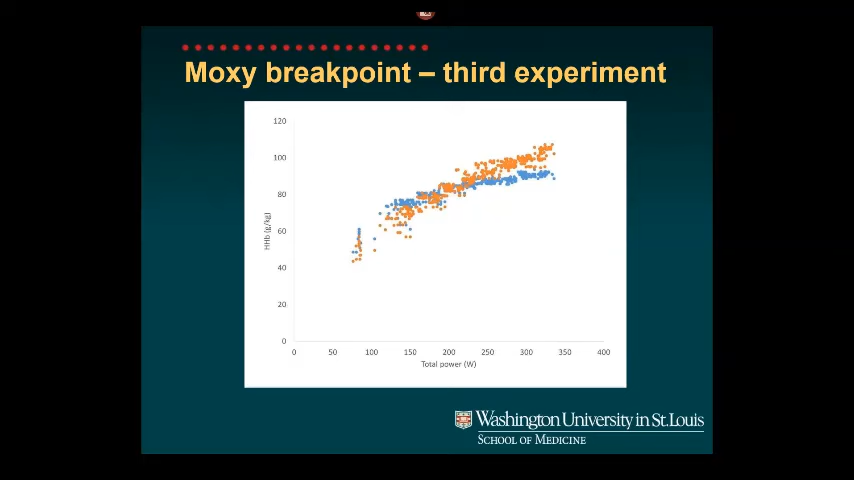 Moxy breakpoint – third experiment
120
100
80
60
40
20
0
HHb (g/kg)
0 50 100 150 200 250 300 350 400
Total power (W)
Washington University in St. Louis
SCHOOL OF MEDICINE